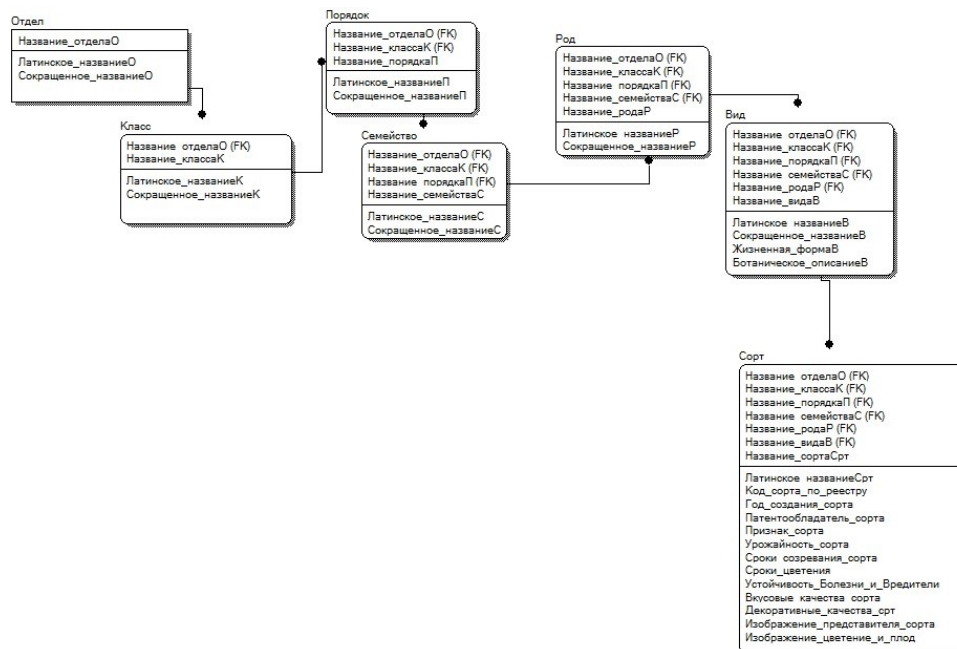 Отдел
Название_отделаО
Латинское_названиеО
Сокращенное_названиеО
Класс
Название_отделаО (FK)
Название_классаК
Латинское_названиеК
Сокращенное_названиеК
Порядок
Название_отделаО (FK)
Название_классаК (FK)
Название_порядкаП
Латинское_названиеП
Сокращенное_названиеП
Семейство
Название_отделаО (FK)
Название_классаК (FK)
Название_порядкаП (FK)
Название_семействаС
Латинское_названиеС
Сокращенное_названиеС
Род
Название_отделаО (FK)
Название_классаК (FK)
Название_порядкаП (FK)
Название_семействаС (FK)
Название_родаР
Латинское_названиеР
Сокращенное_названиеР
Вид
Название_отделаО (FK)
Название_классаК (FK)
Название_порядкаП (FK)
Название_семействаС (FK)
Название_родаР (FK)
Название_видаВ
Латинское_названиеВ
Сокращенное_названиеВ
Жизненная_формаВ
Ботаническое_описаниеВ
Сорт
Название_отделаО (FK)
Название_классаК (FK)
Название_порядкаП (FK)
Название_семействаС (FK)
Название_родаР (FK)
Название_видаВ (FK)
Название_сортаСрт
Латинское_названиеСрт
Код_сорта_по_реестру
Год_создания_сорта
Патентообладатель_сорта
Признак_сорта
Урожайность_сорта
Сроки_созревания_сорта
Сроки_цветения
Устойчивость_Болезни_и_Вредители
Вкусовые_качества_сорта
Декоративные_качества_срт
Изображение_представителя_сорта
Изображение_цветение_и_плод